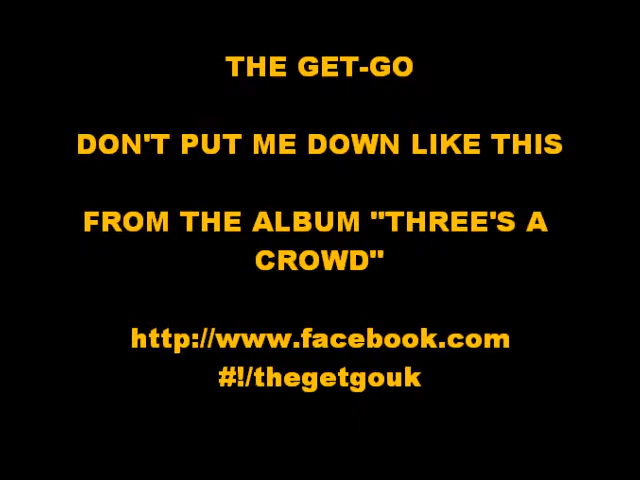 THE GET-GO
DON'T PUT ME DOWN LIKE THIS
FROM THE ALBUM "THREE'S A
CROWD"
http://www.facebook.com
#!/thegetgouk